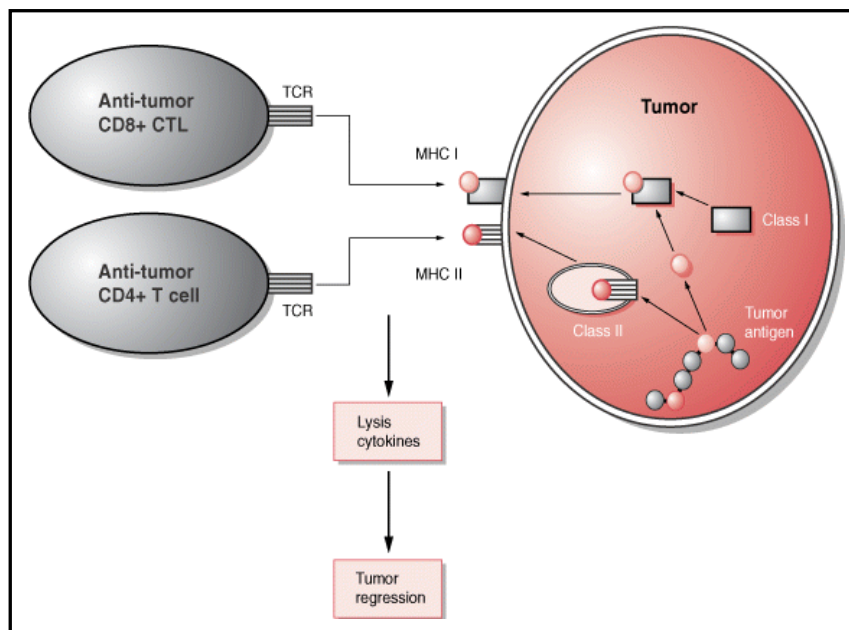 Anti-tumor
CD8+ CTL
TCR
MHC I
Anti-tumor
CD4+ T cell
TCR
MHC II
Tumor
Class I
Class II
Tumor
antigen
Lysis
cytokines
Tumor
regression